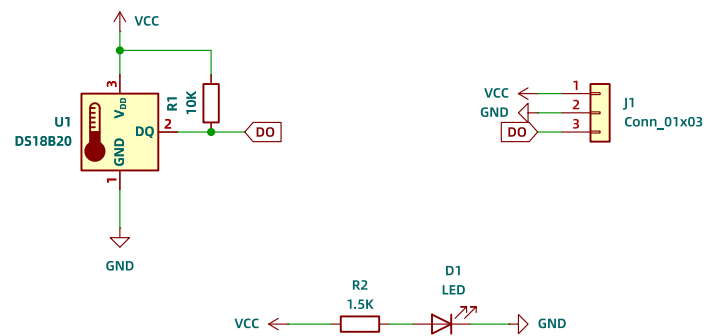 VCC
3
VDD
U1
DS18B20
DQ
2
GND
1
R1
10K
DO
GND
VCC
1
GND
2
DO
3
J1
Conn_01x03
R2
1.5K
D1
LED
VCC
GND